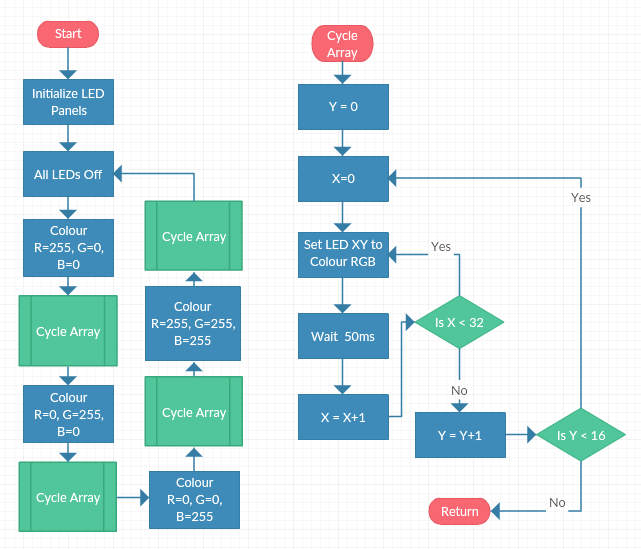 Start
Initialize LED
Panels
All LEDs Off
Colour
R=255, G=0,
B=0
Cycle Array
Colour
R=0, G=255,
B=0
Cycle Array
Colour
R=0, G=0,
B=255
Cycle Array
Colour
R=255, G=255,
B=255
Cycle Array
Cycle
Array
Y = 0
X=0
Set LED XY to
Colour RGB
Wait 50ms
X = X+1
Is X < 32
Yes
No
Y = Y+1
Is Y < 16
Yes
No
Return